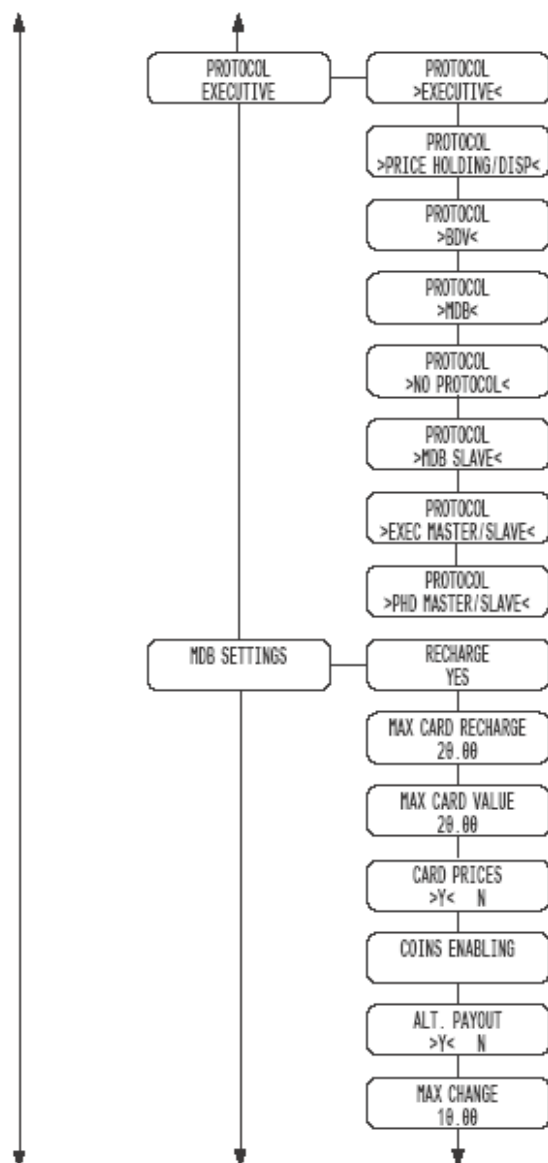 PROTOCOL
EXECUTIVE
PROTOCOL
>EXECUTIVE<
PROTOCOL
>PRICE HOLDING/DISP<
PROTOCOL
>BDV<
PROTOCOL
>MDB<
PROTOCOL
>NO PROTOCOL<
PROTOCOL
>MDB SLAVE<
PROTOCOL
>EXEC MASTER/SLAVE<
PROTOCOL
>PHD MASTER/SLAVE<
MDB SETTINGS
RECHARGE
YES
MAX CARD RECHARGE
20.00
MAX CARD VALUE
20.00
CARD PRICES
>Y< N
COINS ENABLING
ALT. PAYOUT
>Y< N
MAX CHANGE
10.00